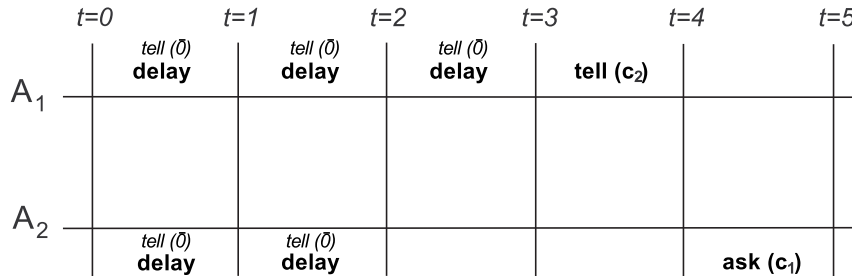 t=0 t=1 t=2 t=3 t=4 t=5
tell (0̄) tell (0̄) tell (0̄)
delay delay delay tell (c₂)
A₁
A₂
tell (0̄) tell (0̄)
delay delay ask (c₁)